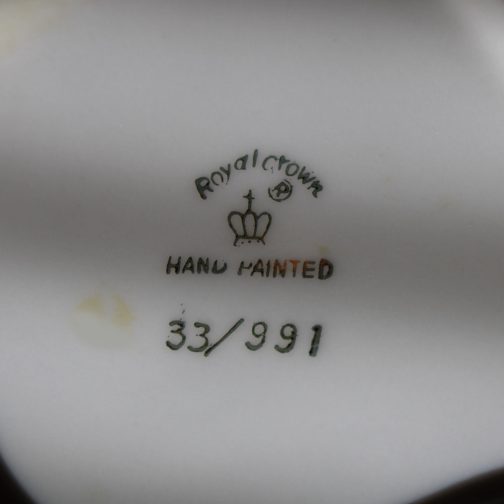 Royal Crown
®
HAND PAINTED
33/991